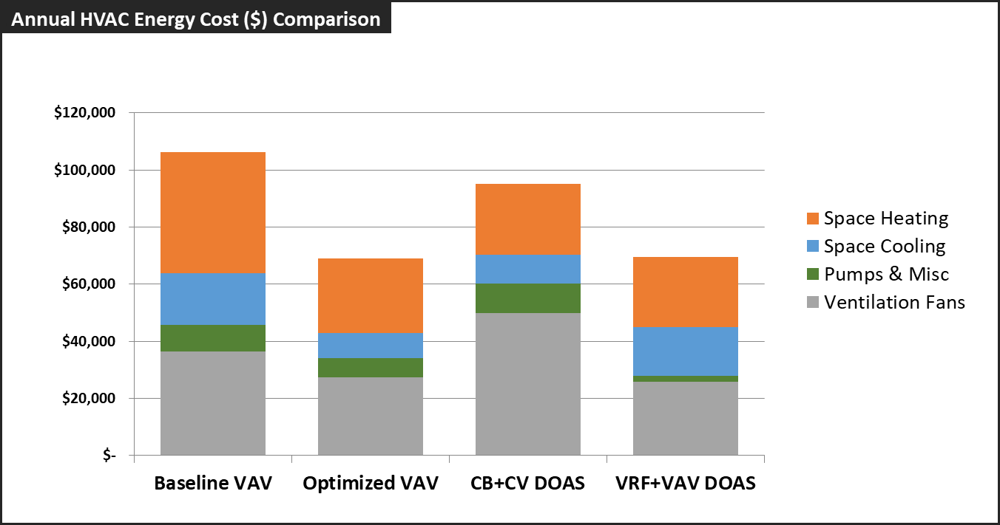 Annual HVAC Energy Cost ($) Comparison
$120,000
$100,000
$80,000
$60,000
$40,000
$20,000
$-
Baseline VAV
Optimized VAV
CB+CV DOAS
VRF+VAV DOAS
Space Heating
Space Cooling
Pumps & Misc
Ventilation Fans